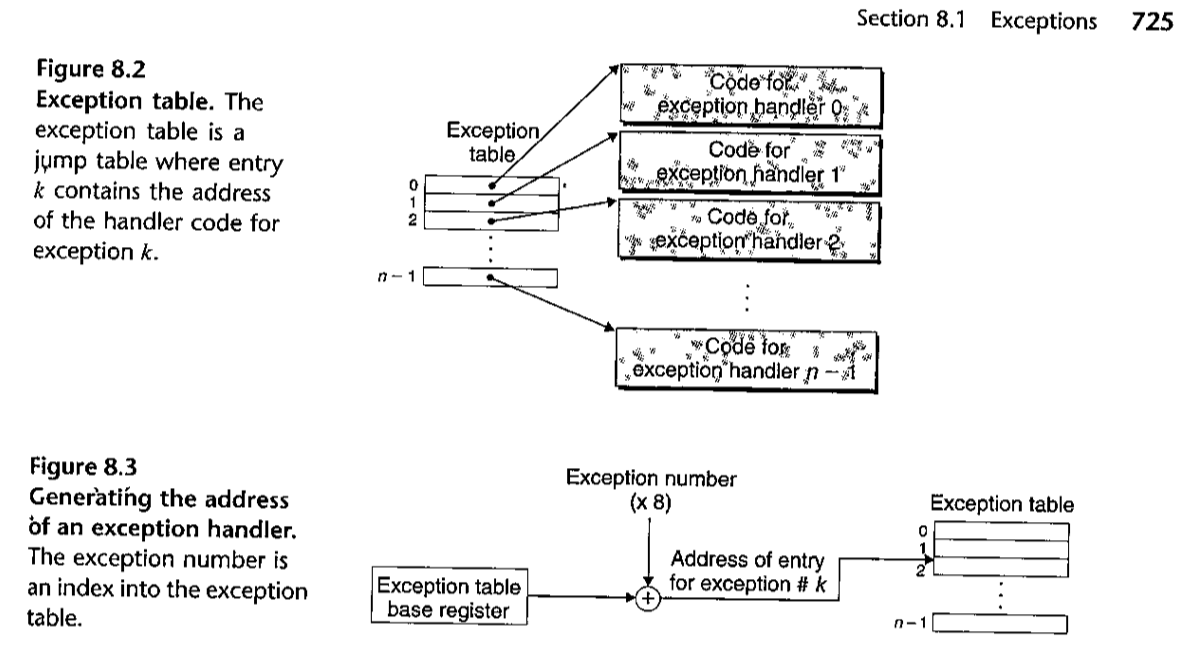 Section 8.1 Exceptions 725
Figure 8.2
Exception table. The
exception table is a
jump table where entry
k contains the address
of the handler code for
exception k.
Exception
table
0
1
2
n – 1
Code for
exception handler 0
Code for
exception handler 1
Code for
exception handler 2
Code for
exception handler n – 1
Figure 8.3
Generating the address
of an exception handler.
The exception number is
an index into the exception
table.
Exception number
(x 8)
Exception table
base register
+
Address of entry
for exception # k
Exception table
0
1
2
n – 1